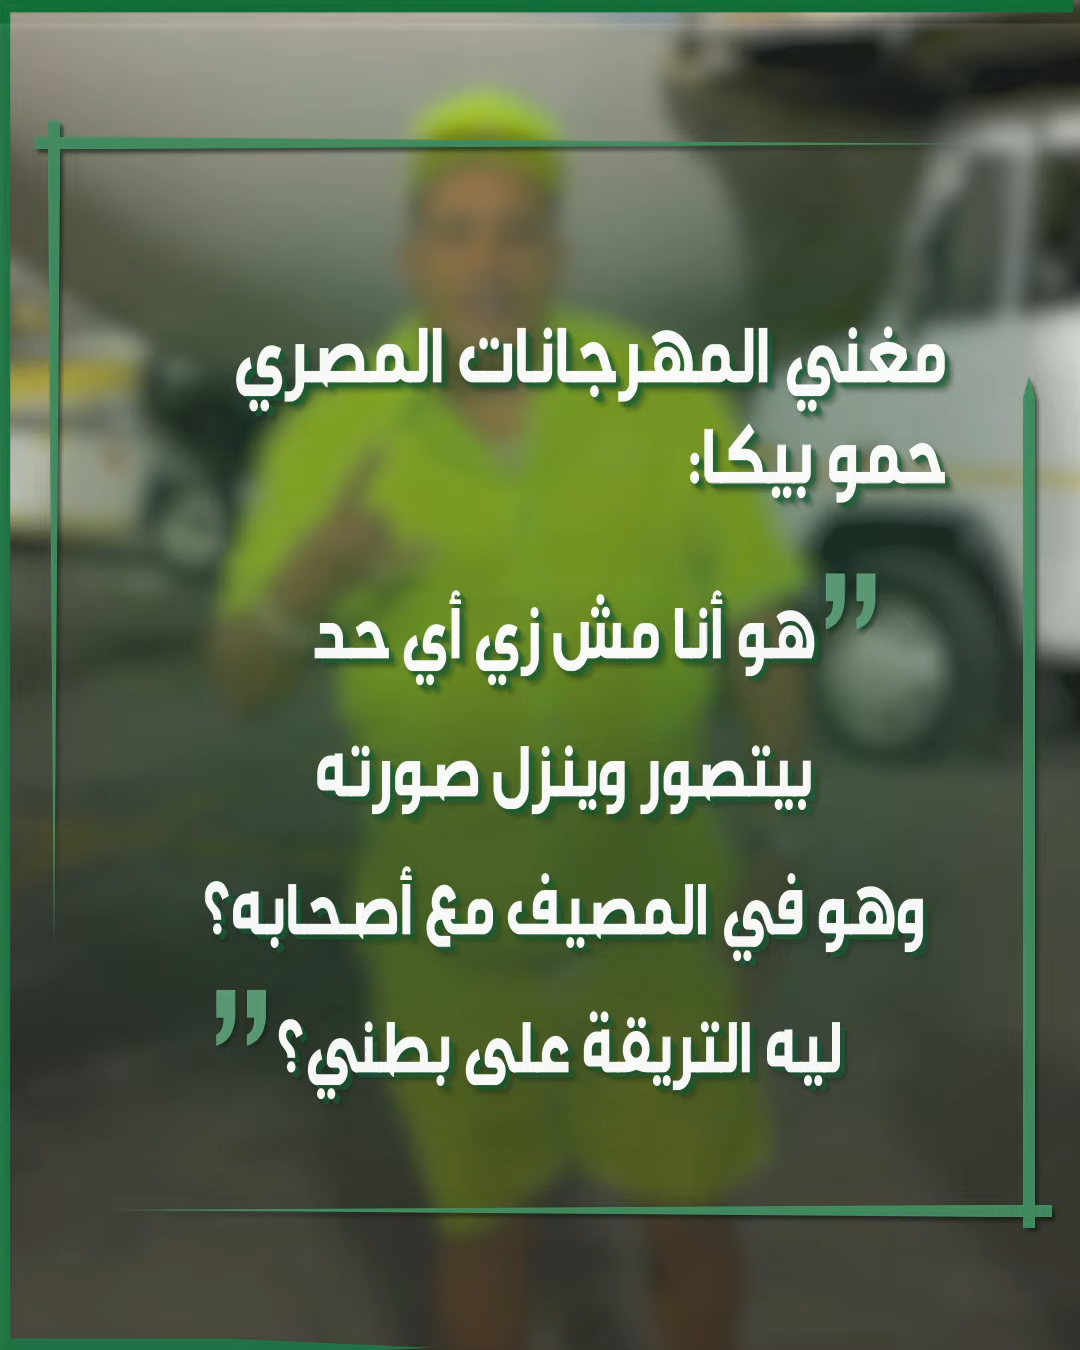 مغني المهرجانات المصري
حمو بيكا:
”هو أنا مش زي أي حد
بيتصور وينزل صورته
وهو في المصيف مع أصحابه؟
ليه التريقة على بطني؟”